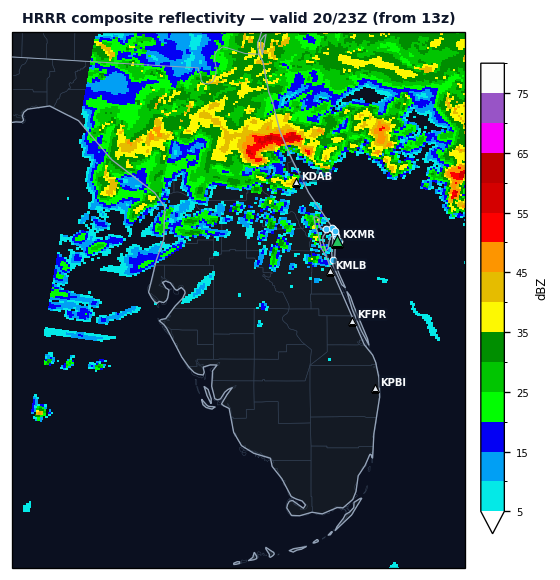 HRRR composite reflectivity — valid 20/23Z (from 13z)
KDAB
KXMR
KMLB
KFPR
KPBI
75
65
55
45
35
25
15
5
dBZ